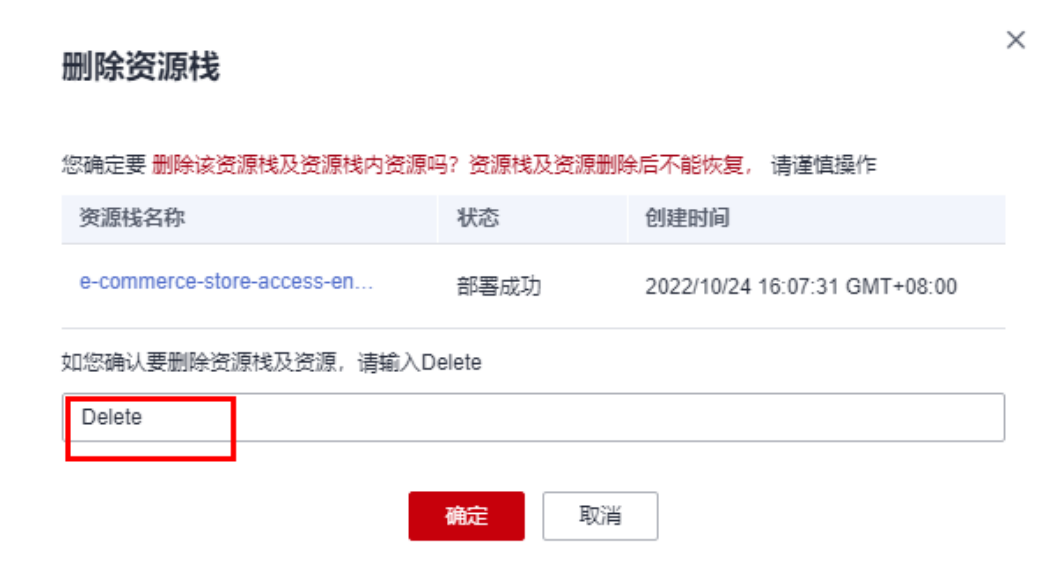 删除资源栈
您确定要 删除该资源栈及资源栈内资源吗？资源栈及资源删除后不能恢复， 请谨慎操作
资源栈名称 状态 创建时间
e-commerce-store-access-en... 部署成功 2022/10/24 16:07:31 GMT+08:00
如您确认要删除资源栈及资源，请输入Delete
Delete
确定 取消